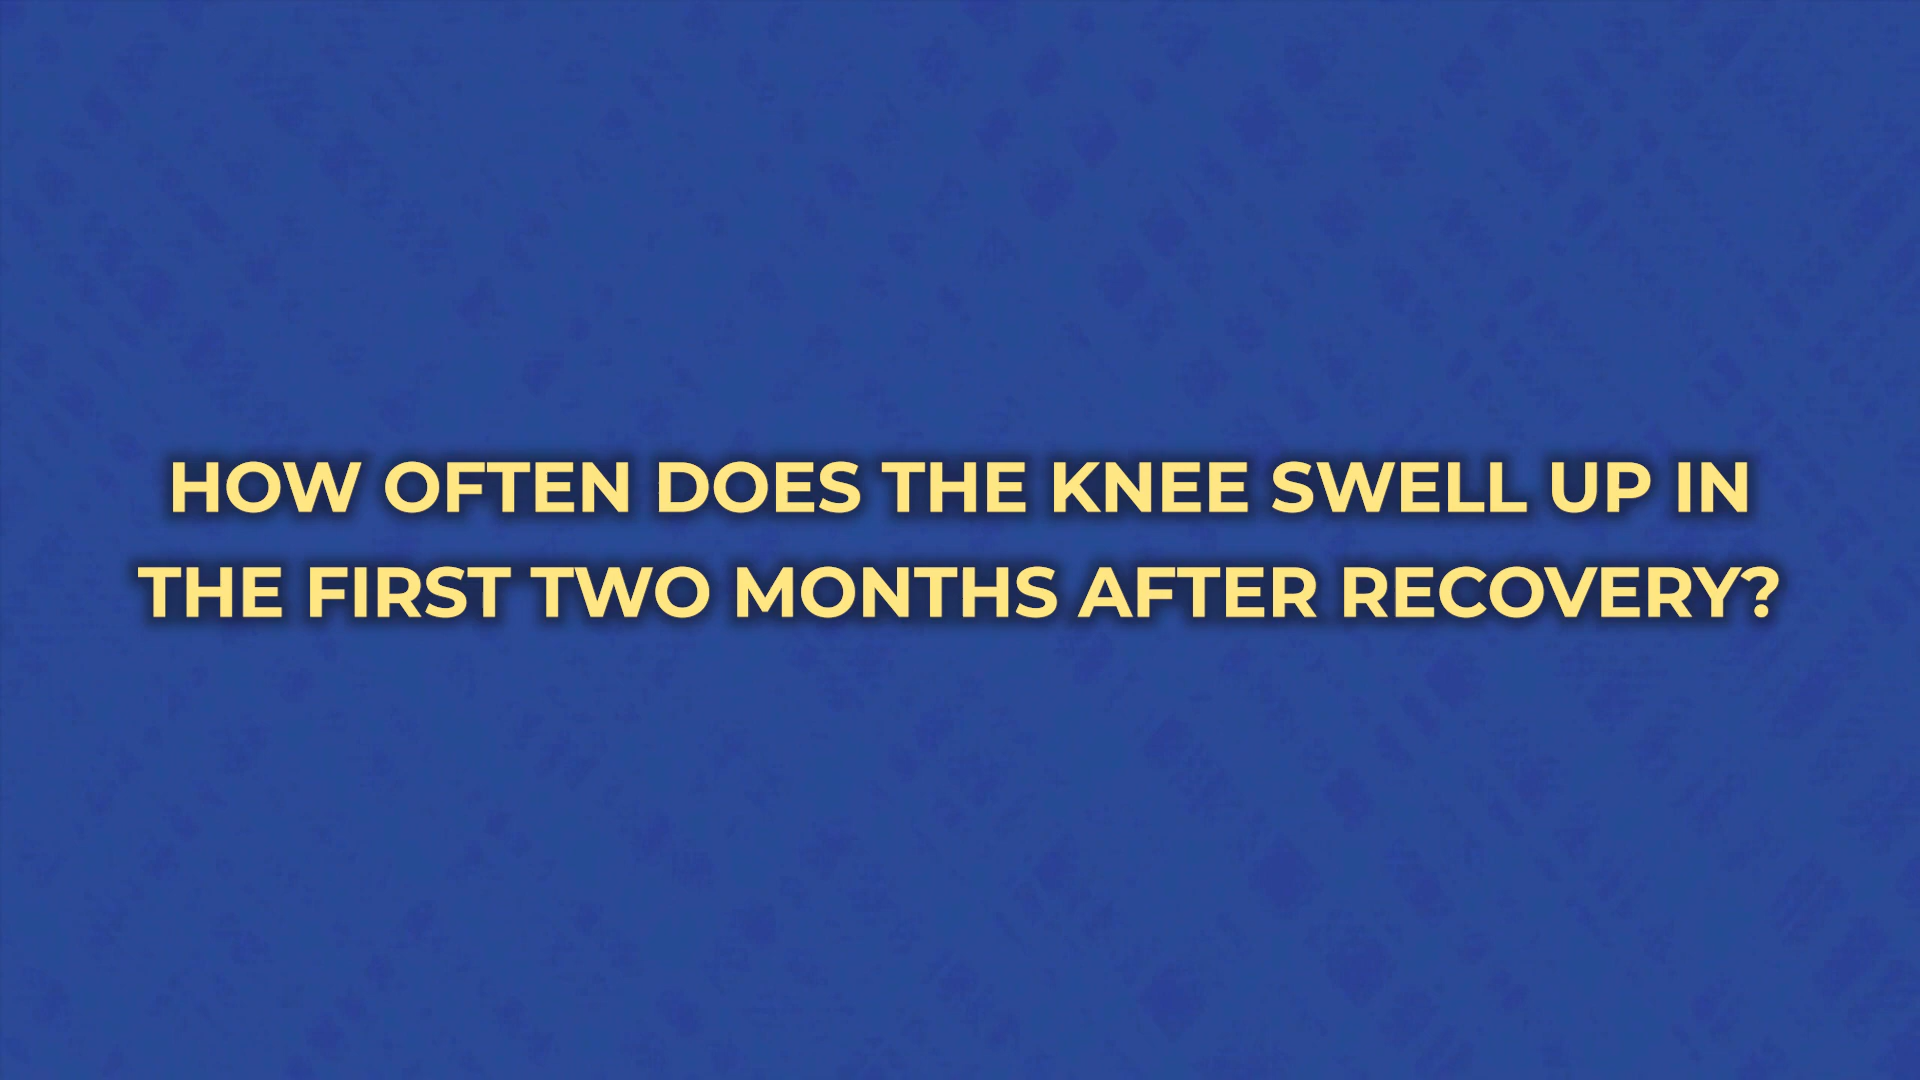 HOW OFTEN DOES THE KNEE SWELL UP IN
THE FIRST TWO MONTHS AFTER RECOVERY?